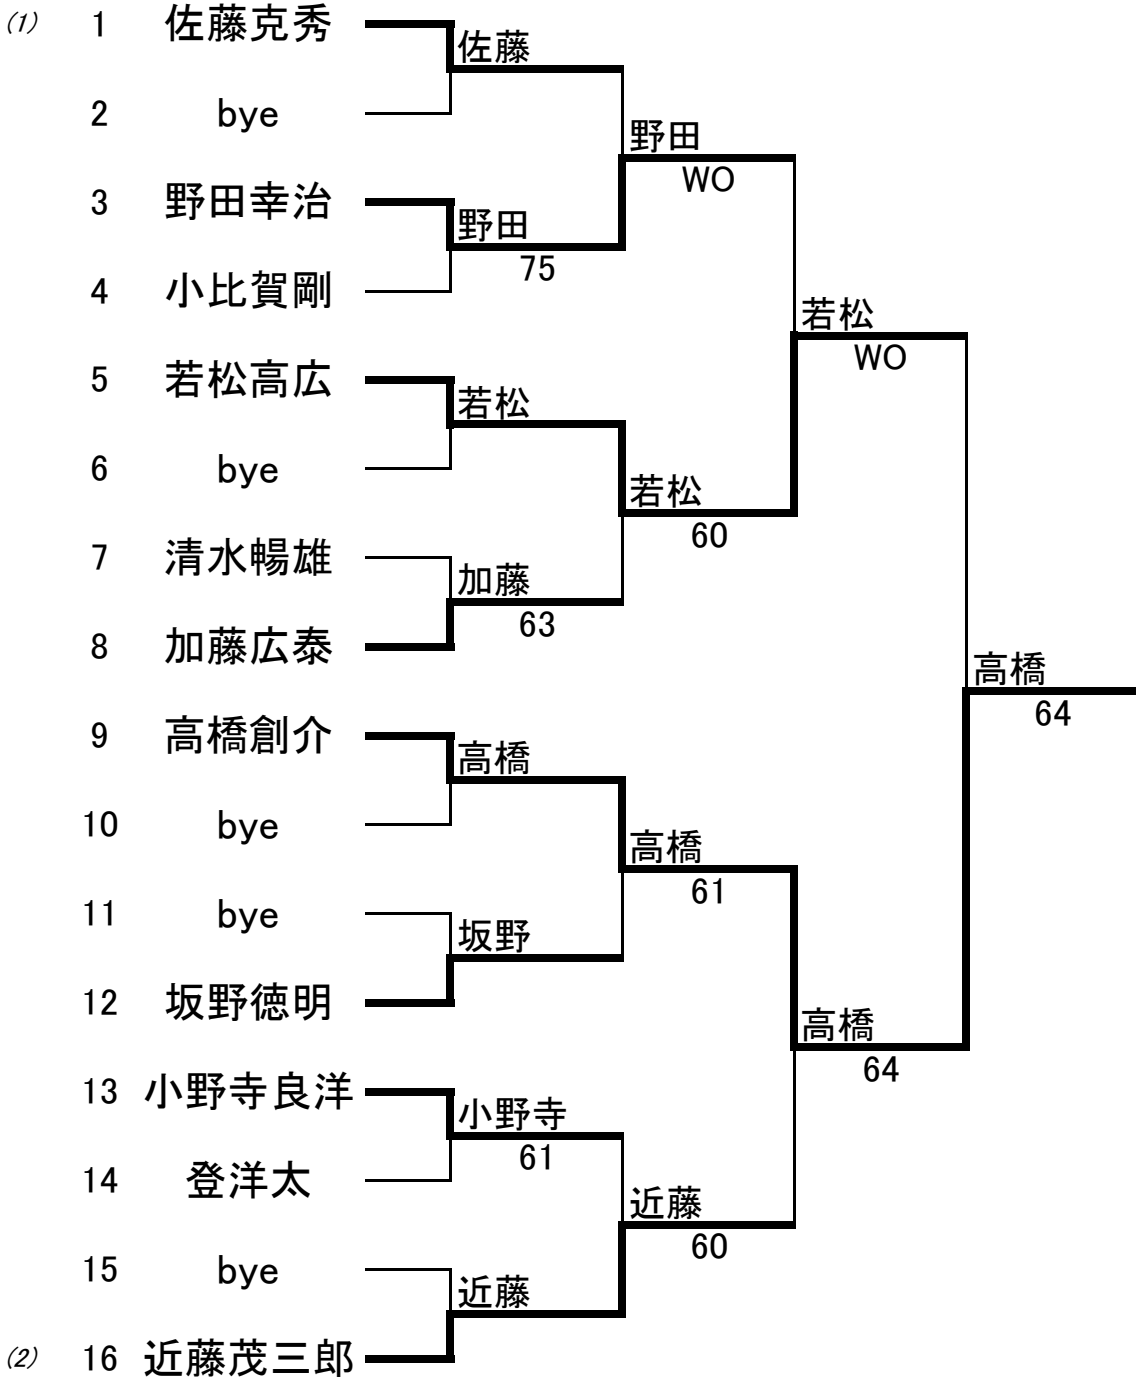 (1) 1 佐藤克秀
佐藤
2 bye
野田
WO
3 野田幸治
野田
75
4 小比賀剛
若松
WO
5 若松高広
若松
6 bye
若松
60
7 清水暢雄
加藤
63
8 加藤広泰
高橋
64
9 高橋創介
高橋
10 bye
高橋
61
11 bye
坂野
12 坂野徳明
高橋
64
13 小野寺良洋
小野寺
61
14 登洋太
近藤
60
15 bye
近藤
(2) 16 近藤茂三郎